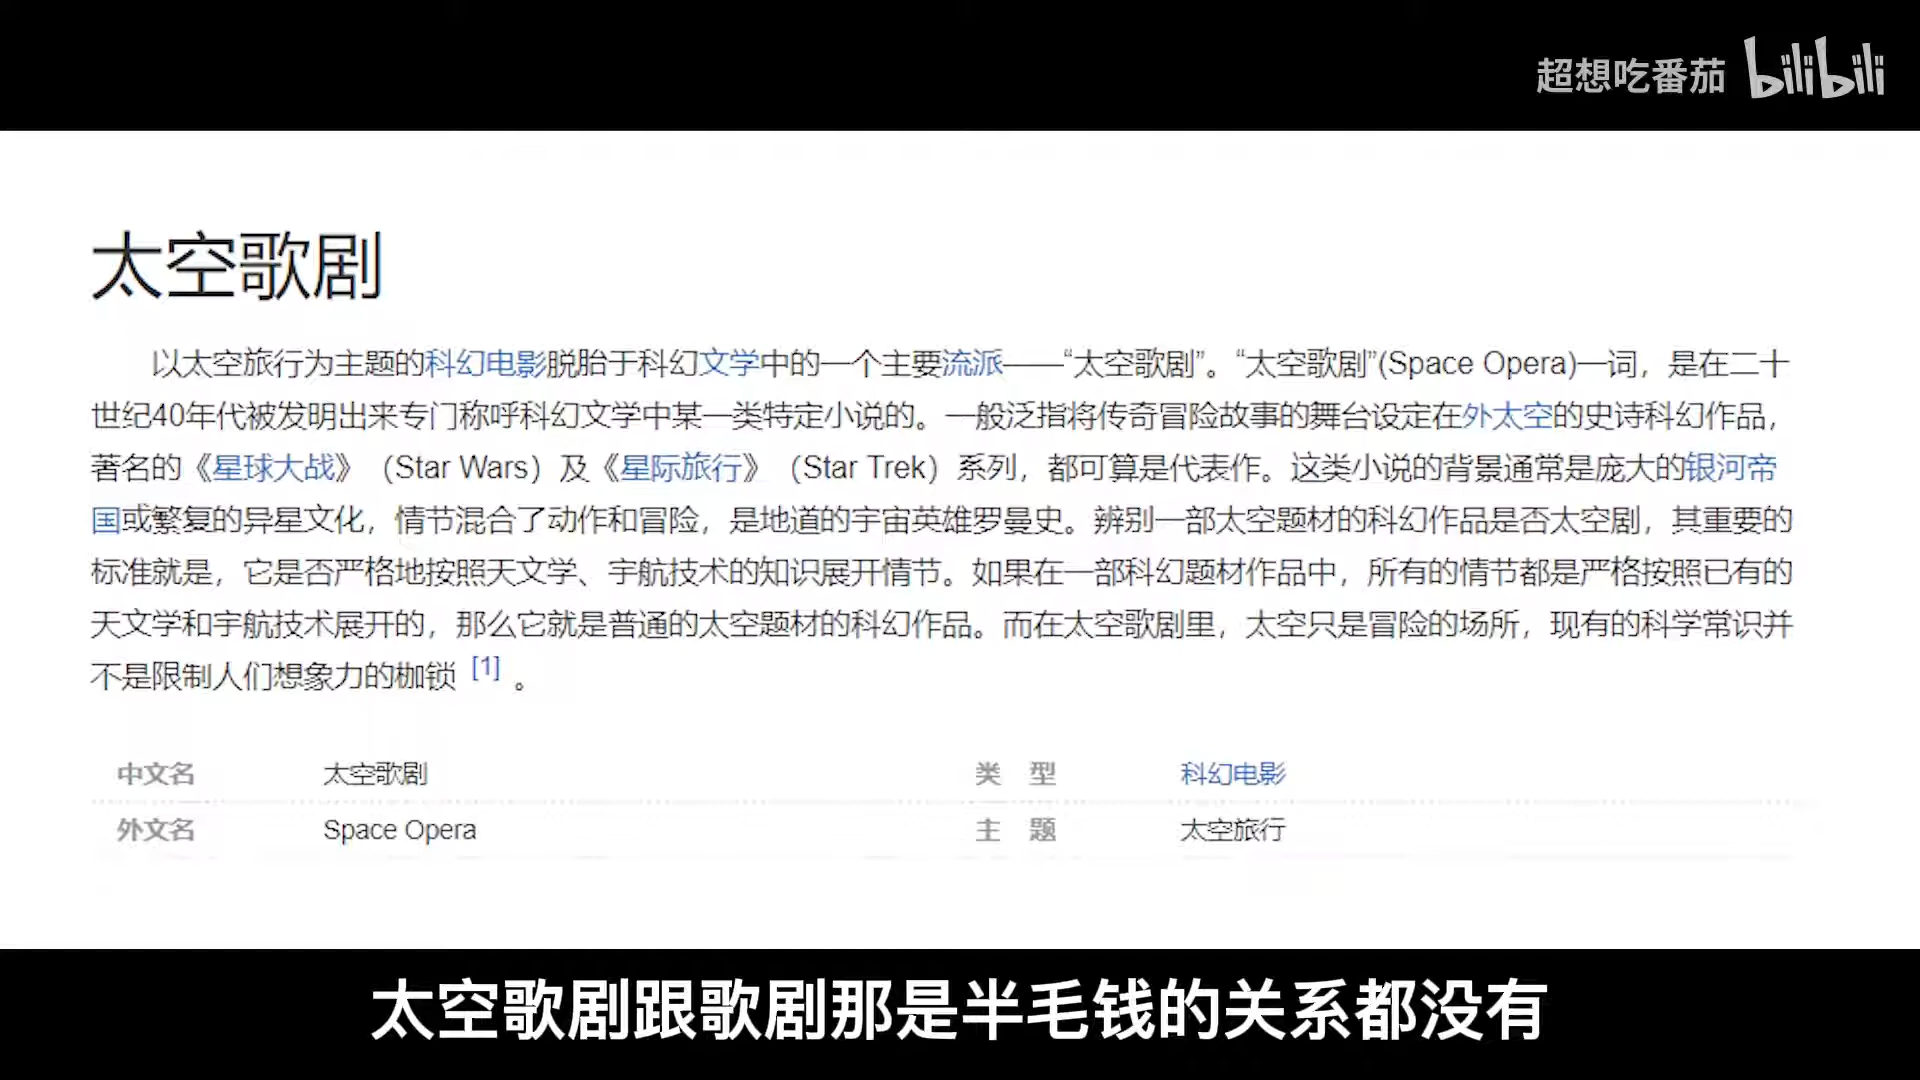 超想吃番茄 bilibili
太空歌剧
以太空旅行为主题的科幻电影脱胎于科幻文学中的一个主要流派——“太空歌剧”。“太空歌剧”(Space Opera)一词，是在二十
世纪40年代被发明出来专门称呼科幻文学中某一类特定小说的。一般泛指将传奇冒险故事的舞台设定在外太空的史诗科幻作品，
著名的《星球大战》（Star Wars）及《星际旅行》（Star Trek）系列，都可算是代表作。这类小说的背景通常是庞大的银河帝
国或繁复的异星文化，情节混合了动作和冒险，是地道的宇宙英雄罗曼史。辨别一部太空题材的科幻作品是否太空剧，其重要的
标准就是，它是否严格地按照天文学、宇航技术的知识展开情节。如果在一部科幻题材作品中，所有的情节都是严格按照已有的
天文学和宇航技术展开的，那么它就是普通的太空题材的科幻作品。而在太空歌剧里，太空只是冒险的场所，现有的科学常识并
不是限制人们想象力的枷锁 [1] 。
中文名 太空歌剧 类 型 科幻电影
外文名 Space Opera 主 题 太空旅行
太空歌剧跟歌剧那是半毛钱的关系都没有